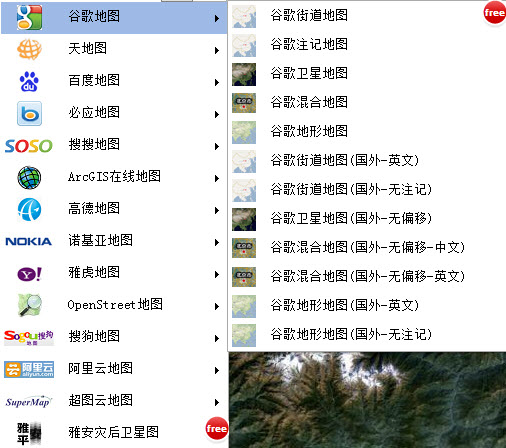 谷歌地图
天地图
百度地图
必应地图
SOSO 搜搜地图
ArcGIS在线地图
高德地图
NOKIA 诺基亚地图
Y! 雅虎地图
OpenStreet地图
SoGou搜狗 地图 搜狗地图
阿里云 aliyun.com 阿里云地图
SuperMap 超图云地图
雅安 雅安灾后卫星图 free
谷歌街道地图 free
谷歌注记地图
谷歌卫星地图
谷歌混合地图
谷歌地形地图
谷歌街道地图(国外-英文)
谷歌街道地图(国外-无注记)
谷歌卫星地图(国外-无偏移)
谷歌混合地图(国外-无偏移-中文)
谷歌混合地图(国外-无偏移-英文)
谷歌地形地图(国外-英文)
谷歌地形地图(国外-无注记)